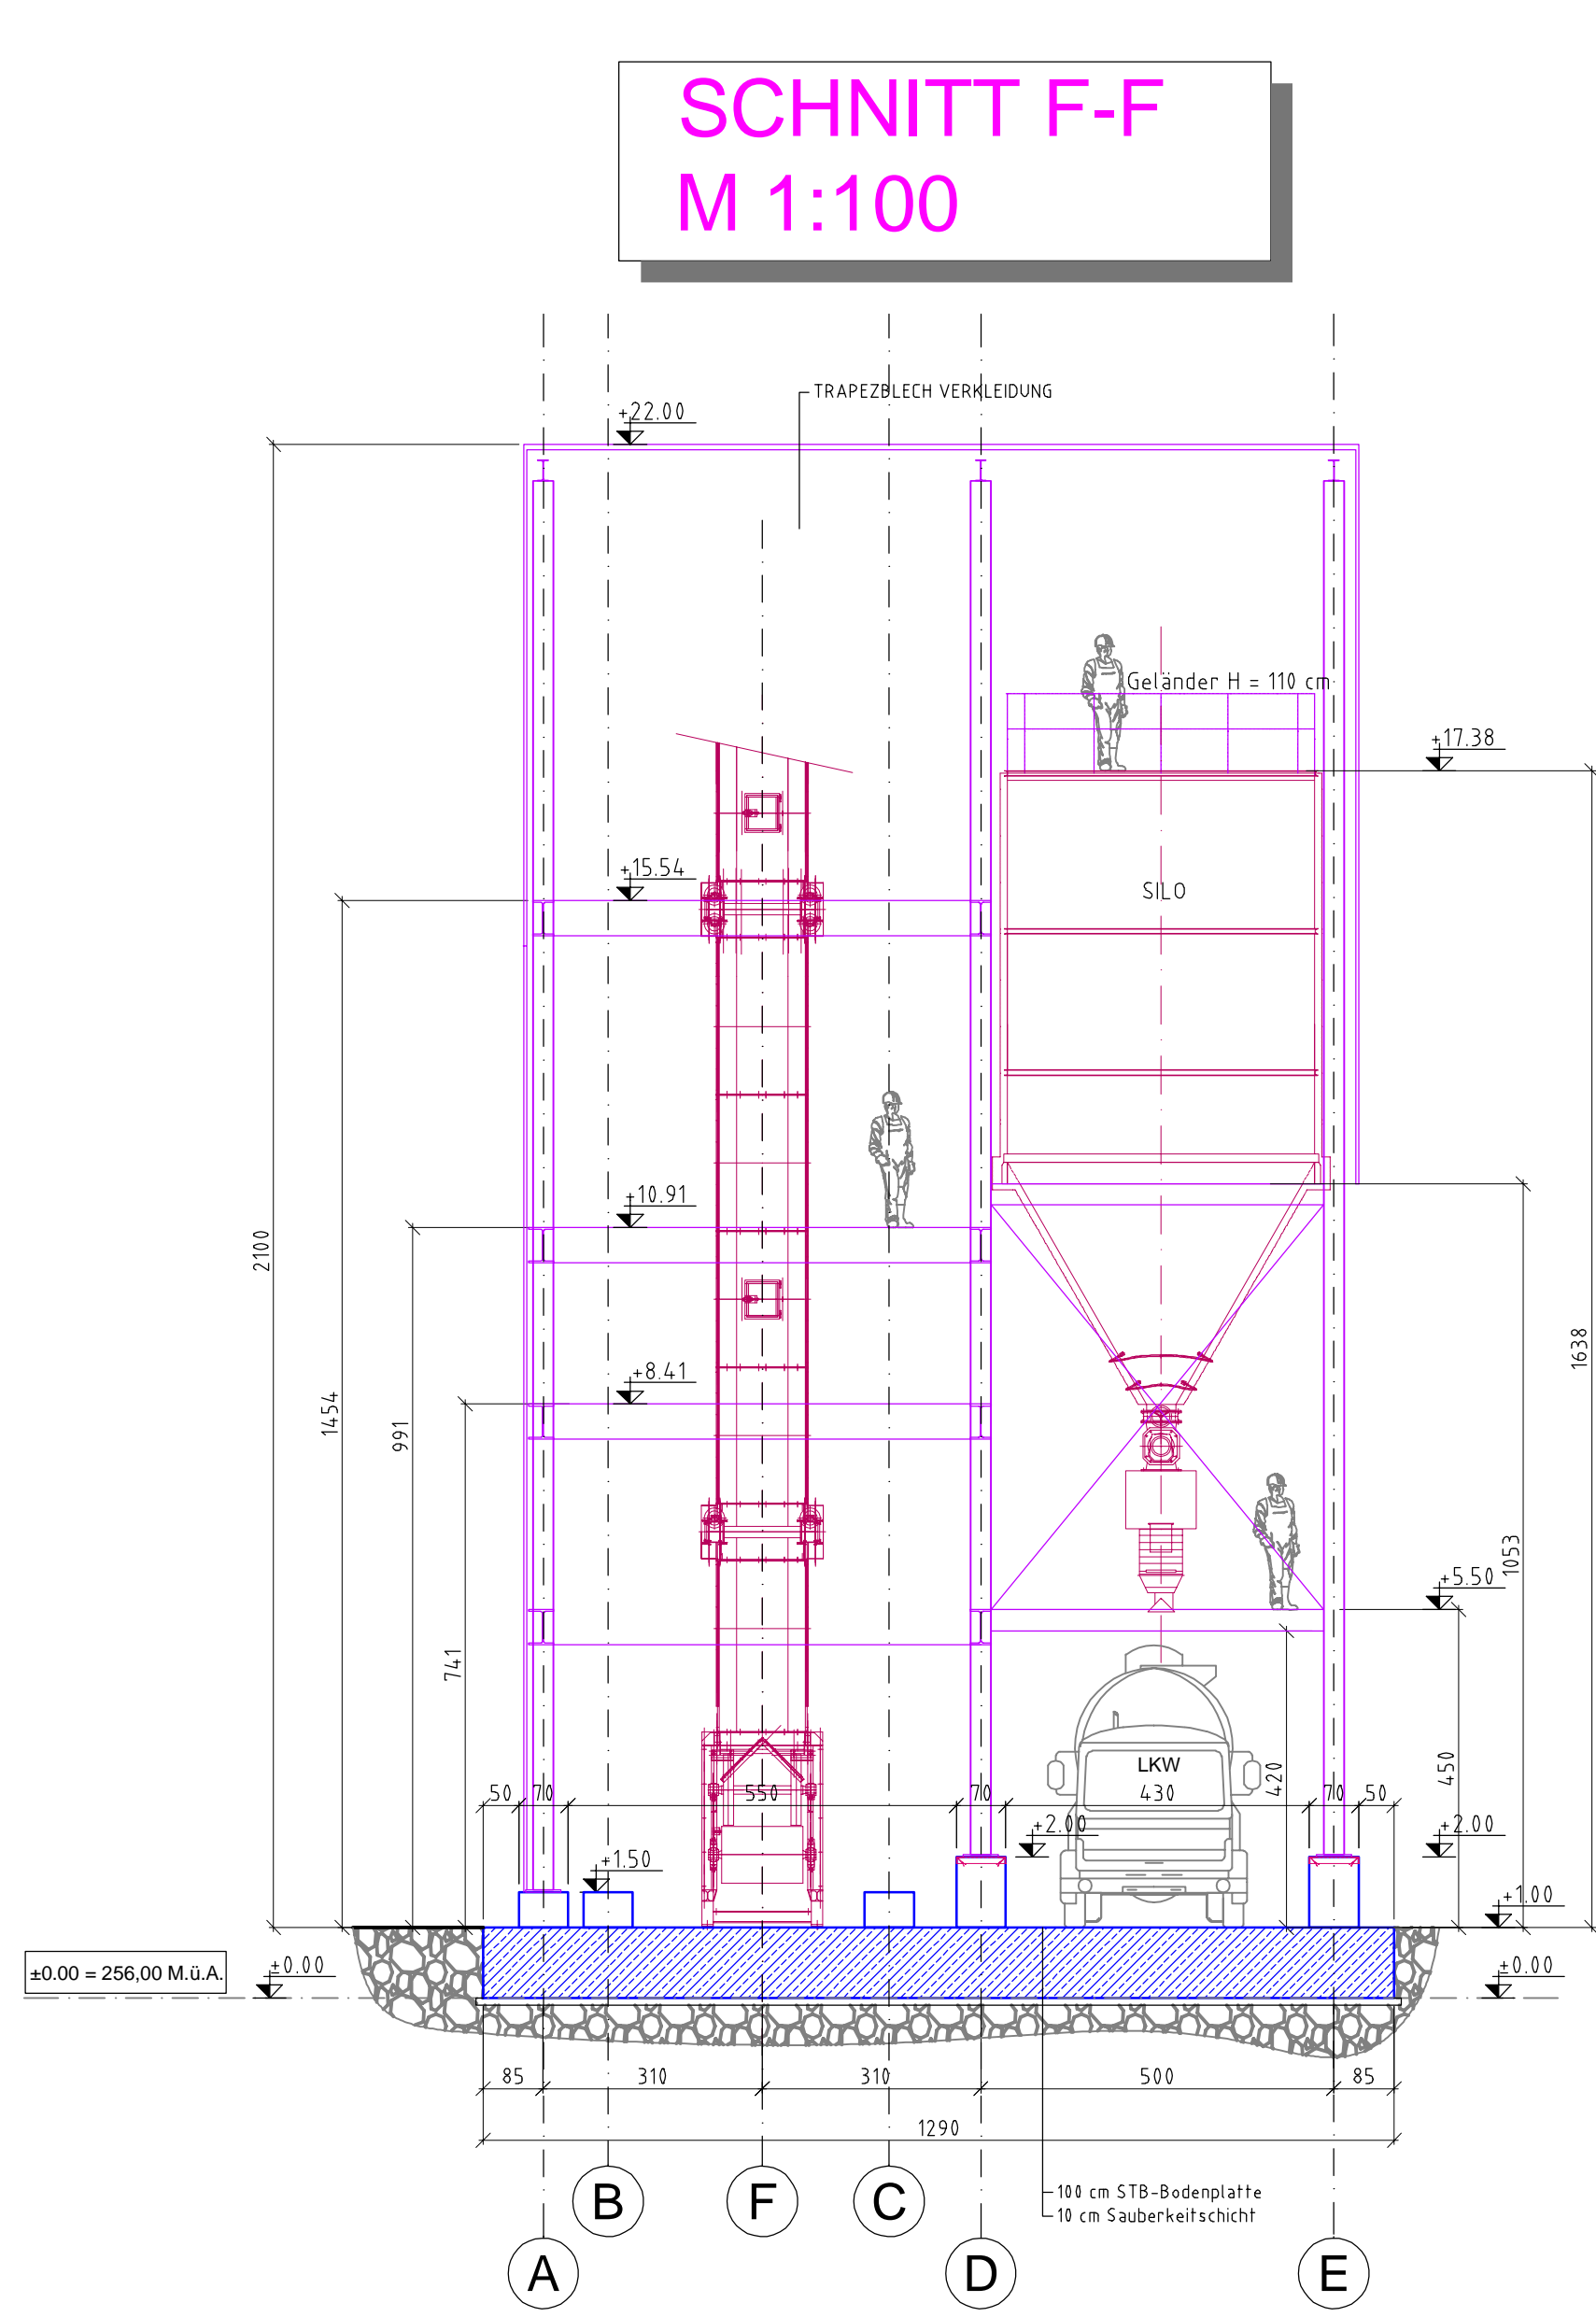 SCHNITT F-F
M 1:100
TRAPEZBLECH VERKLEIDUNG
+22.00
Geländer H = 110 cm
+17.38
+15.54
SILO
+10.91
2100
1638
+8.41
1454
991
1053
+5.50
741
LKW
420
450
50 70 550 70 430 70 50
+2.00
+2.00
+1.50
+1.00
±0.00 = 256,00 M.ü.A.
±0.00
±0.00
85 310 310 500 85
1290
100 cm STB-Bodenplatte
10 cm Sauberkeitschicht
B F C
A D E